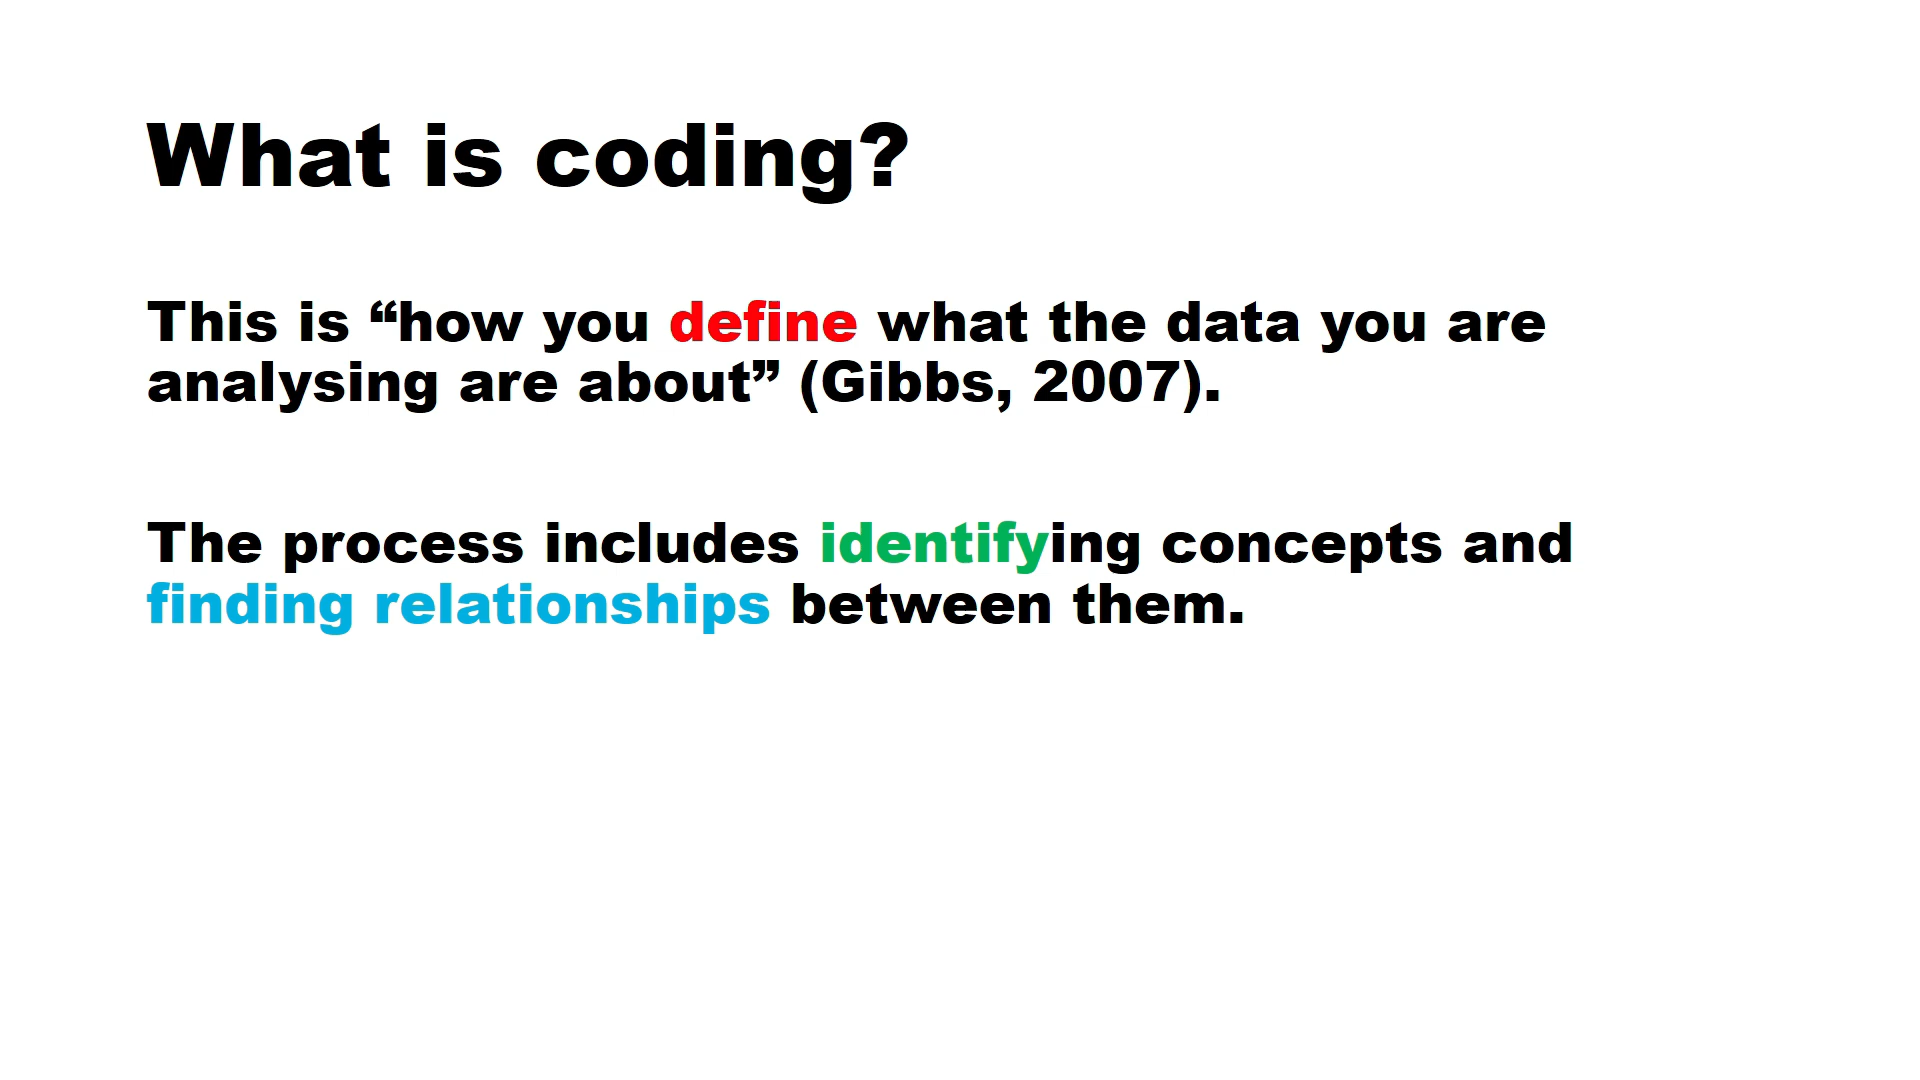 What is coding?
This is “how you define what the data you are
analysing are about” (Gibbs, 2007).
The process includes identifying concepts and
finding relationships between them.